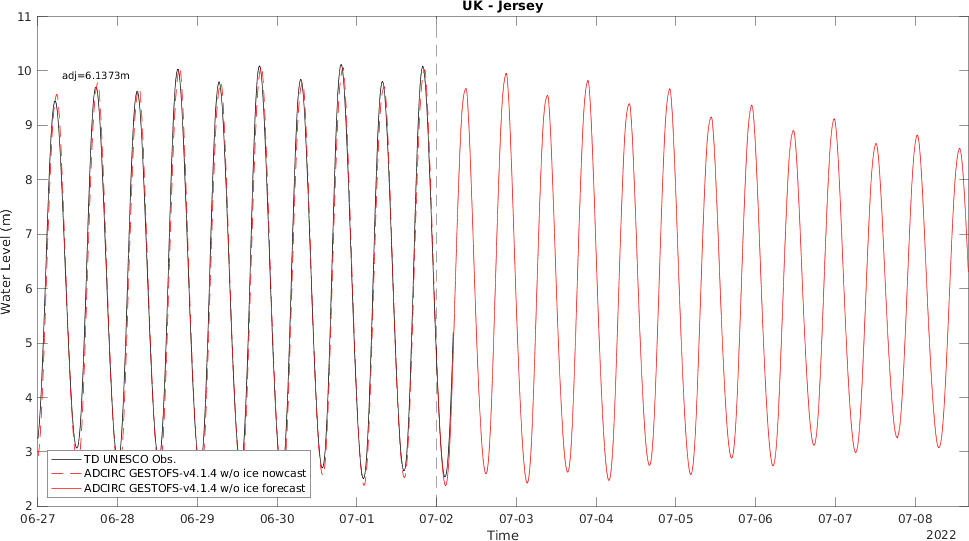 UK - Jersey
11
10
9
8
7
6
5
4
3
2
Water Level (m)
adj=6.1373m
TD UNESCO Obs.
ADCIRC GESTOFS-v4.1.4 w/o ice nowcast
ADCIRC GESTOFS-v4.1.4 w/o ice forecast
06-27 06-28 06-29 06-30 07-01 07-02 07-03 07-04 07-05 07-06 07-07 07-08
Time
2022